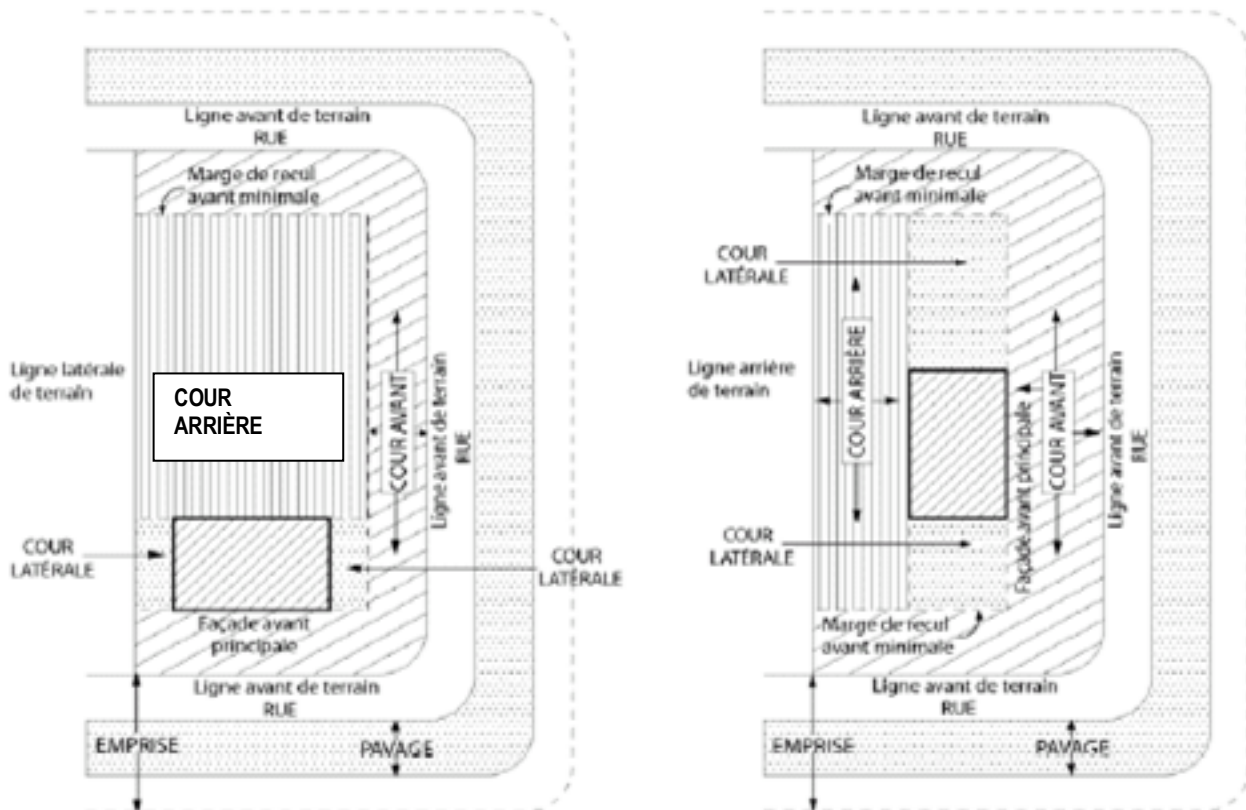 Ligne avant de terrain
RUE
Marge de recul
avant minimale
Ligne latérale
de terrain
COUR
ARRIÈRE
COUR AVANT
Ligne avant de terrain
RUE
COUR
LATÉRALE
COUR
LATÉRALE
Façade avant
principale
Ligne avant de terrain
RUE
EMPRISE
PAVAGE
Ligne avant de terrain
RUE
Marge de recul
avant minimale
COUR
LATÉRALE
Ligne arrière
de terrain
COUR ARRIÈRE
Façade avant principale
COUR AVANT
Ligne avant de terrain
RUE
COUR
LATÉRALE
Marge de recul
avant minimale
Ligne avant de terrain
RUE
EMPRISE
PAVAGE